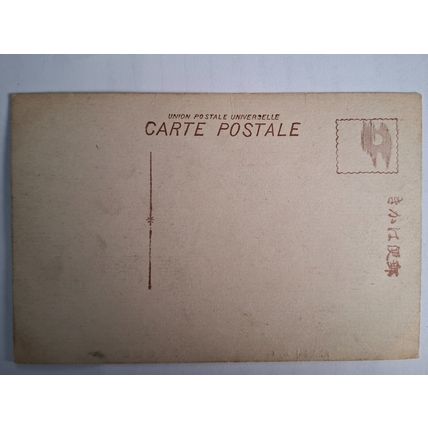 UNION POSTALE UNIVERSELLE
CARTE POSTALE
きかは便郵